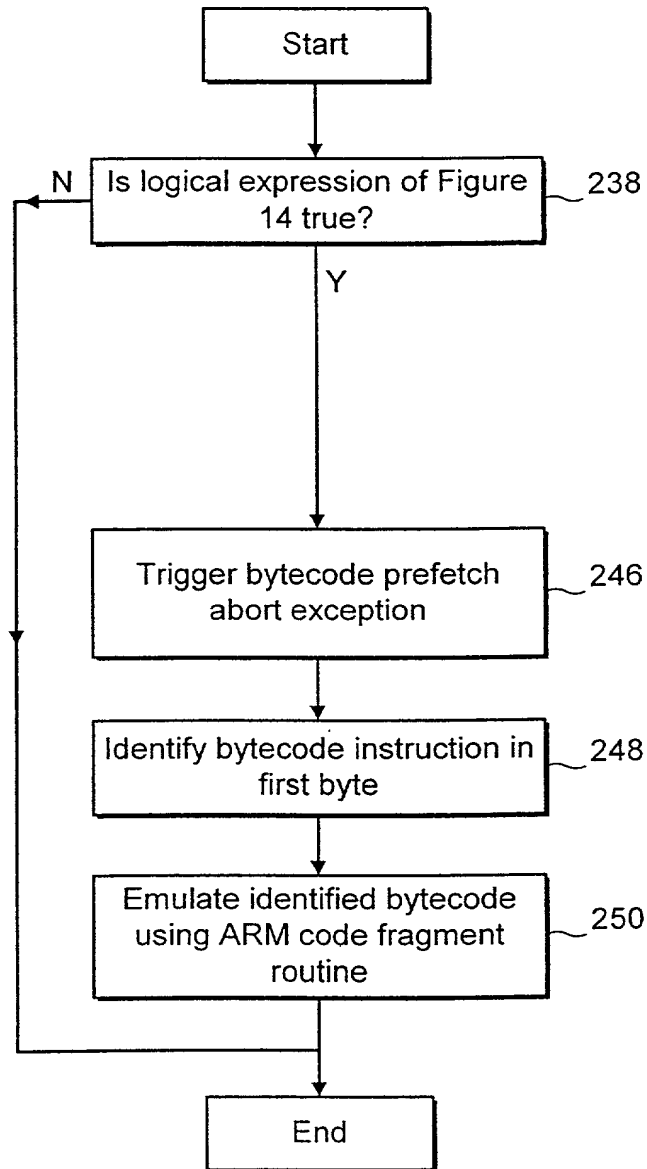 Start
N
Is logical expression of Figure
14 true?
238
Y
Trigger bytecode prefetch
abort exception
246
Identify bytecode instruction in
first byte
248
Emulate identified bytecode
using ARM code fragment
routine
250
End